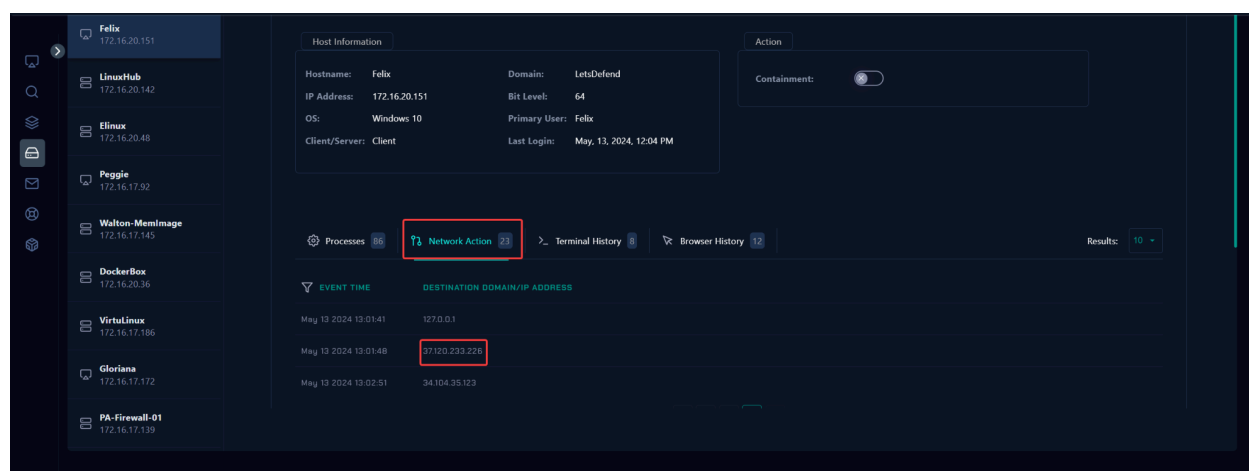 Felix
172.16.20.151
LinuxHub
172.16.20.142
Elinux
172.16.20.48
Peggie
172.16.17.92
Walton-MemImage
172.16.17.145
DockerBox
172.16.20.36
VirtuLinux
172.16.17.186
Gloriana
172.16.17.172
PA-Firewall-01
172.16.17.139
Host Information
Hostname: Felix Domain: LetsDefend
IP Address: 172.16.20.151 Bit Level: 64
OS: Windows 10 Primary User: Felix
Client/Server: Client Last Login: May, 13, 2024, 12:04 PM
Action
Containment:
Processes 86 Network Action 23 Terminal History 8 Browser History 12 Results: 10
EVENT TIME DESTINATION DOMAIN/IP ADDRESS
May 13 2024 13:01:41 127.0.0.1
May 13 2024 13:01:48 37.120.233.226
May 13 2024 13:02:51 34.104.35.123